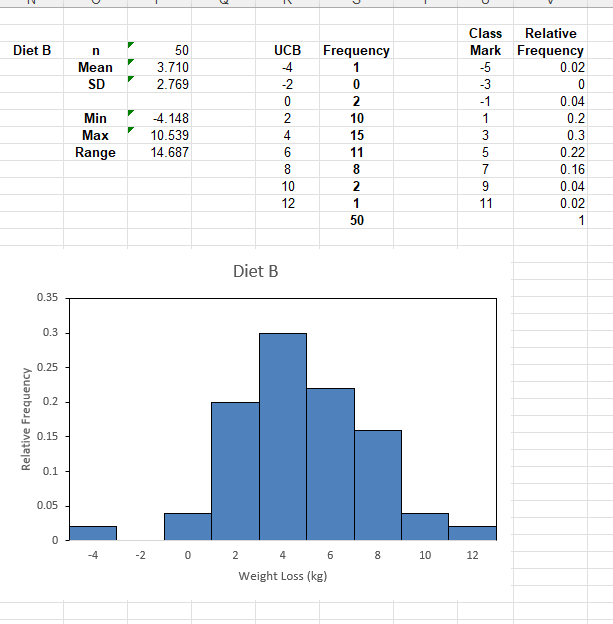 Class Relative
Diet B n 50 UCB Frequency Mark Frequency
Mean 3.710 -4 1 -5 0.02
SD 2.769 -2 0 -3 0
0 2 -1 0.04
Min -4.148 2 10 1 0.2
Max 10.539 4 15 3 0.3
Range 14.687 6 11 5 0.22
8 8 7 0.16
10 2 9 0.04
12 1 11 0.02
50 1
Diet B
0.35
0.3
0.25
0.2
0.15
0.1
0.05
0
Relative Frequency
-4 -2 0 2 4 6 8 10 12
Weight Loss (kg)